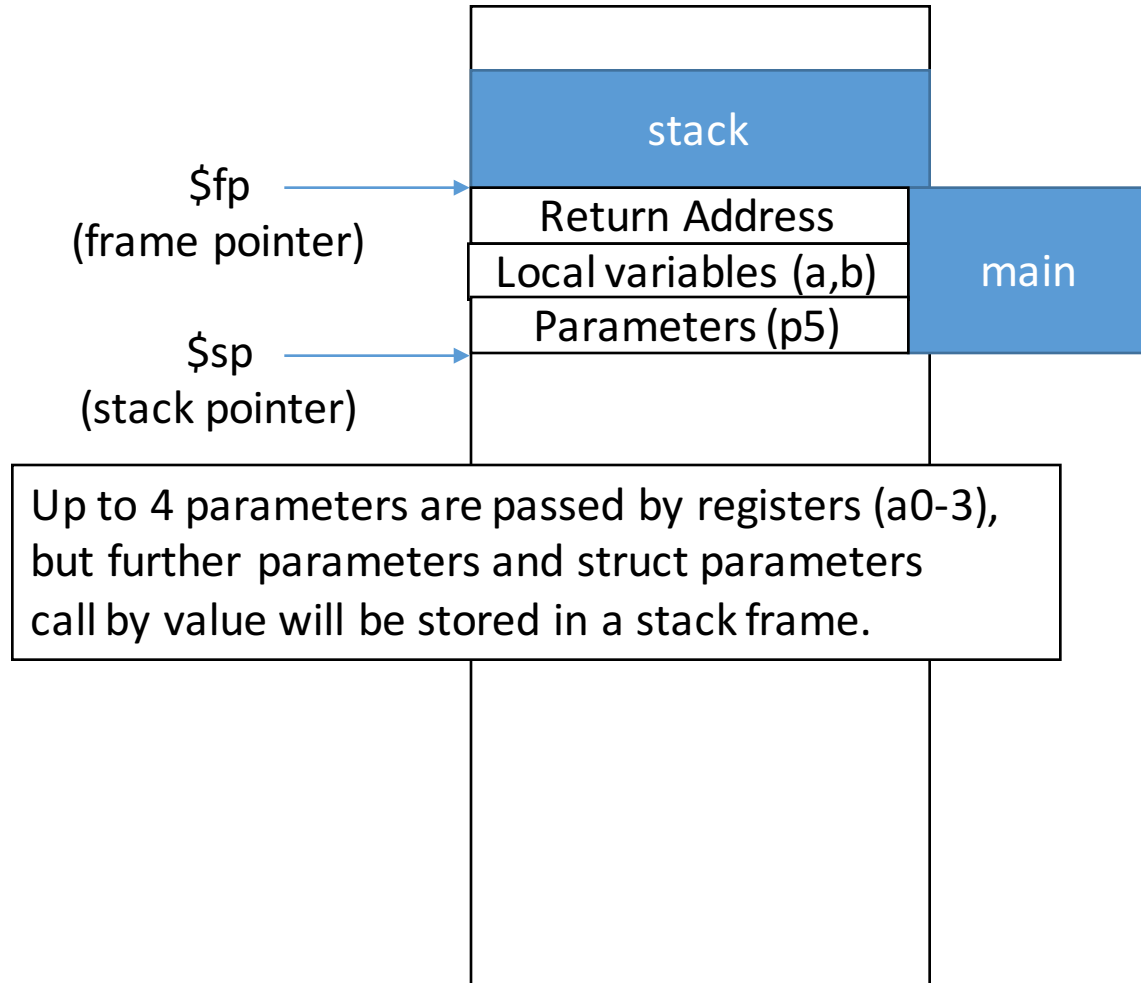 stack
$fp
(frame pointer)
Return Address
Local variables (a,b)
main
Parameters (p5)
$sp
(stack pointer)
Up to 4 parameters are passed by registers (a0-3),
but further parameters and struct parameters
call by value will be stored in a stack frame.